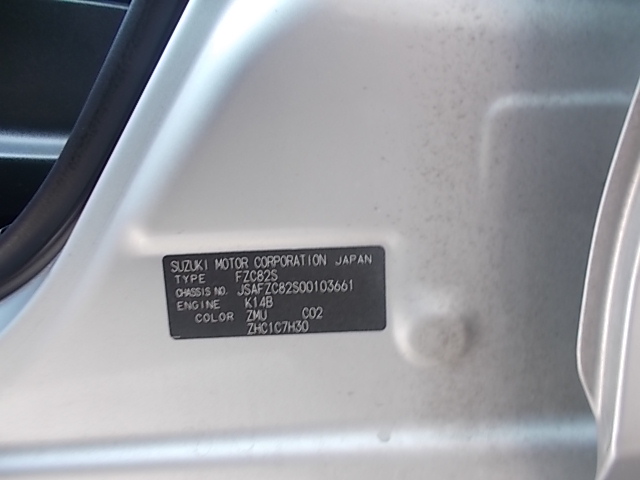 SUZUKI MOTOR CORPORATION JAPAN
TYPE FZC82S
CHASSIS NO. JSAFZC82S00103661
ENGINE K14B
COLOR ZMU C02
ZHC1C7H30